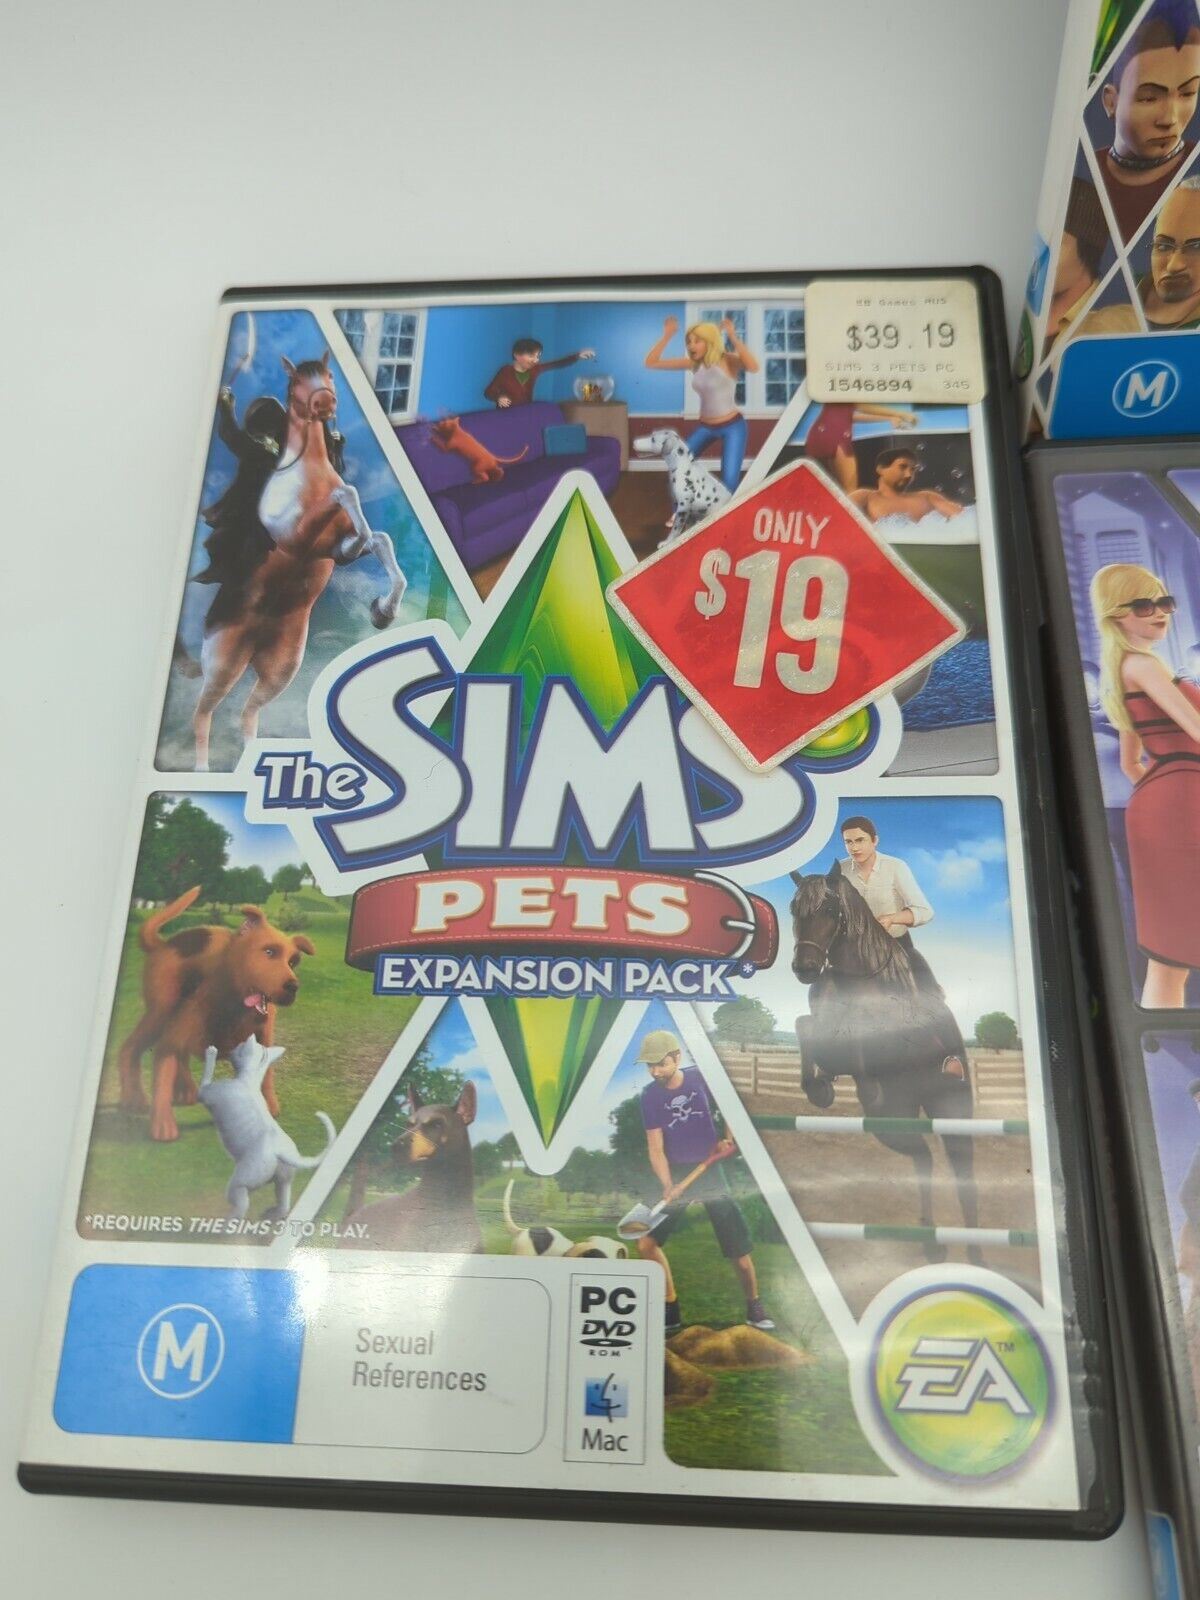 EB Games AUS
$39.19
SIMS 3 PETS PC
1546894 345
ONLY
$19
The SIMS
PETS
EXPANSION PACK*
*REQUIRES THE SIMS 3 TO PLAY.
M
Sexual
References
PC
DVD
ROM
Mac
EA™
M
M